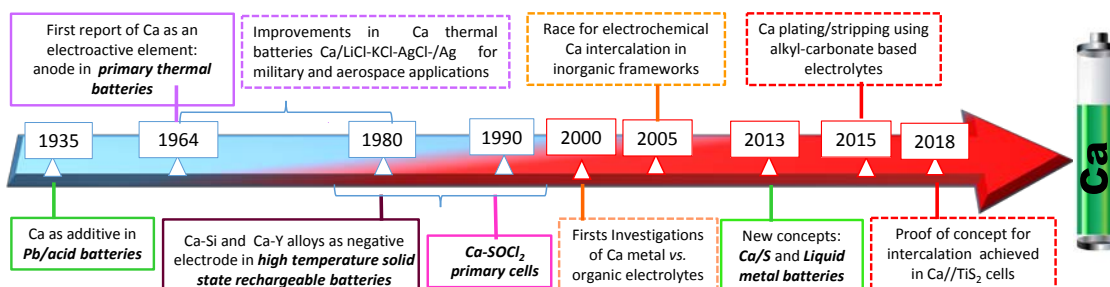 First report of Ca as an
electroactive element:
anode in primary thermal
batteries
Improvements in Ca thermal
batteries Ca/LiCl-KCl-AgCl-/Ag for
military and aerospace applications
Race for electrochemical
Ca intercalation in
inorganic frameworks
Ca plating/stripping using
alkyl-carbonate based
electrolytes
1935
1964
1980
1990
2000
2005
2013
2015
2018
Ca
Ca as additive in
Pb/acid batteries
Ca-Si and Ca-Y alloys as negative
electrode in high temperature solid
state rechargeable batteries
Ca-SOCl₂
primary cells
Firsts Investigations
of Ca metal vs.
organic electrolytes
New concepts:
Ca/S and Liquid
metal batteries
Proof of concept for
intercalation achieved
in Ca//TiS₂ cells